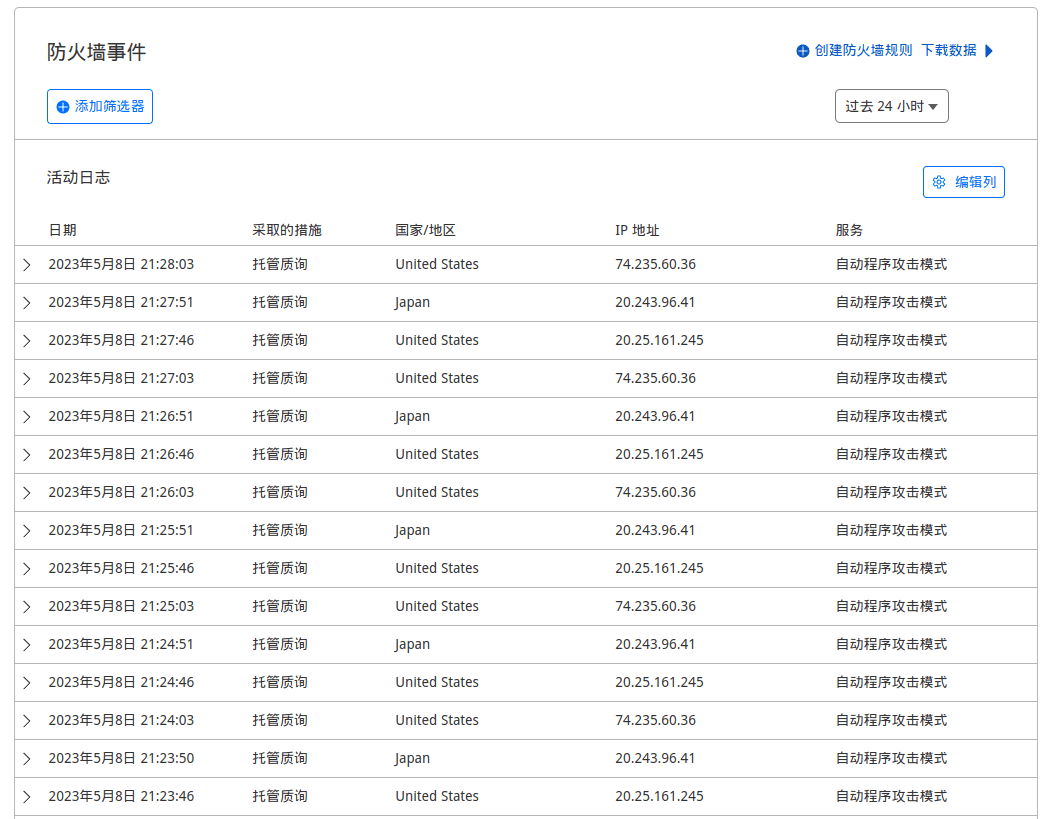 防火墙事件 创建防火墙规则 下载数据
添加筛选器 过去 24 小时
活动日志 编辑列
日期 采取的措施 国家/地区 IP 地址 服务
2023年5月8日 21:28:03 托管质询 United States 74.235.60.36 自动程序攻击模式
2023年5月8日 21:27:51 托管质询 Japan 20.243.96.41 自动程序攻击模式
2023年5月8日 21:27:46 托管质询 United States 20.25.161.245 自动程序攻击模式
2023年5月8日 21:27:03 托管质询 United States 74.235.60.36 自动程序攻击模式
2023年5月8日 21:26:51 托管质询 Japan 20.243.96.41 自动程序攻击模式
2023年5月8日 21:26:46 托管质询 United States 20.25.161.245 自动程序攻击模式
2023年5月8日 21:26:03 托管质询 United States 74.235.60.36 自动程序攻击模式
2023年5月8日 21:25:51 托管质询 Japan 20.243.96.41 自动程序攻击模式
2023年5月8日 21:25:46 托管质询 United States 20.25.161.245 自动程序攻击模式
2023年5月8日 21:25:03 托管质询 United States 74.235.60.36 自动程序攻击模式
2023年5月8日 21:24:51 托管质询 Japan 20.243.96.41 自动程序攻击模式
2023年5月8日 21:24:46 托管质询 United States 20.25.161.245 自动程序攻击模式
2023年5月8日 21:24:03 托管质询 United States 74.235.60.36 自动程序攻击模式
2023年5月8日 21:23:50 托管质询 Japan 20.243.96.41 自动程序攻击模式
2023年5月8日 21:23:46 托管质询 United States 20.25.161.245 自动程序攻击模式